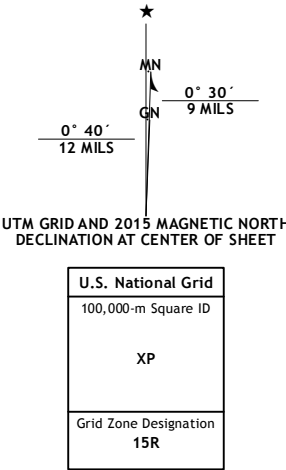 ★
MN
0° 30´
9 MILS
GN
0° 40´
12 MILS
UTM GRID AND 2015 MAGNETIC NORTH
DECLINATION AT CENTER OF SHEET
U.S. National Grid
100,000-m Square ID
XP
Grid Zone Designation
15R